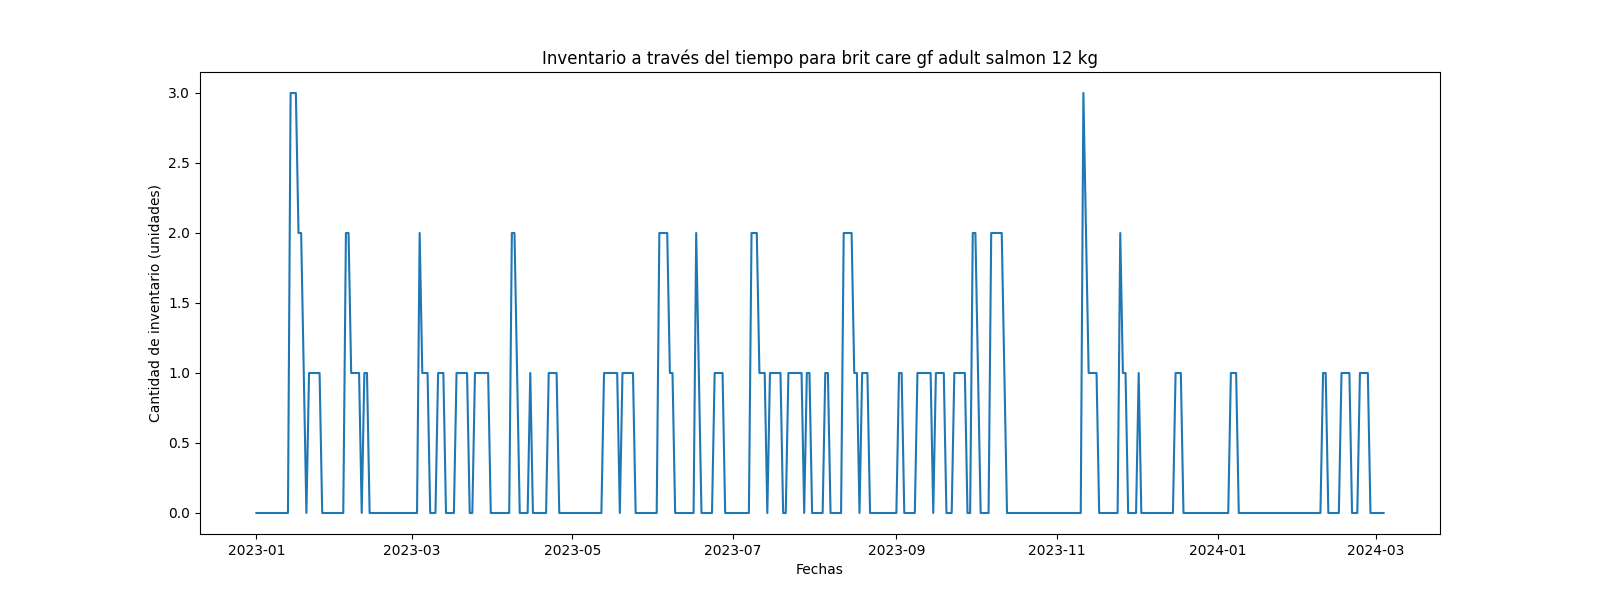 Inventario a través del tiempo para brit care gf adult salmon 12 kg
Cantidad de inventario (unidades)
3.0
2.5
2.0
1.5
1.0
0.5
0.0
2023-01 2023-03 2023-05 2023-07 2023-09 2023-11 2024-01 2024-03
Fechas